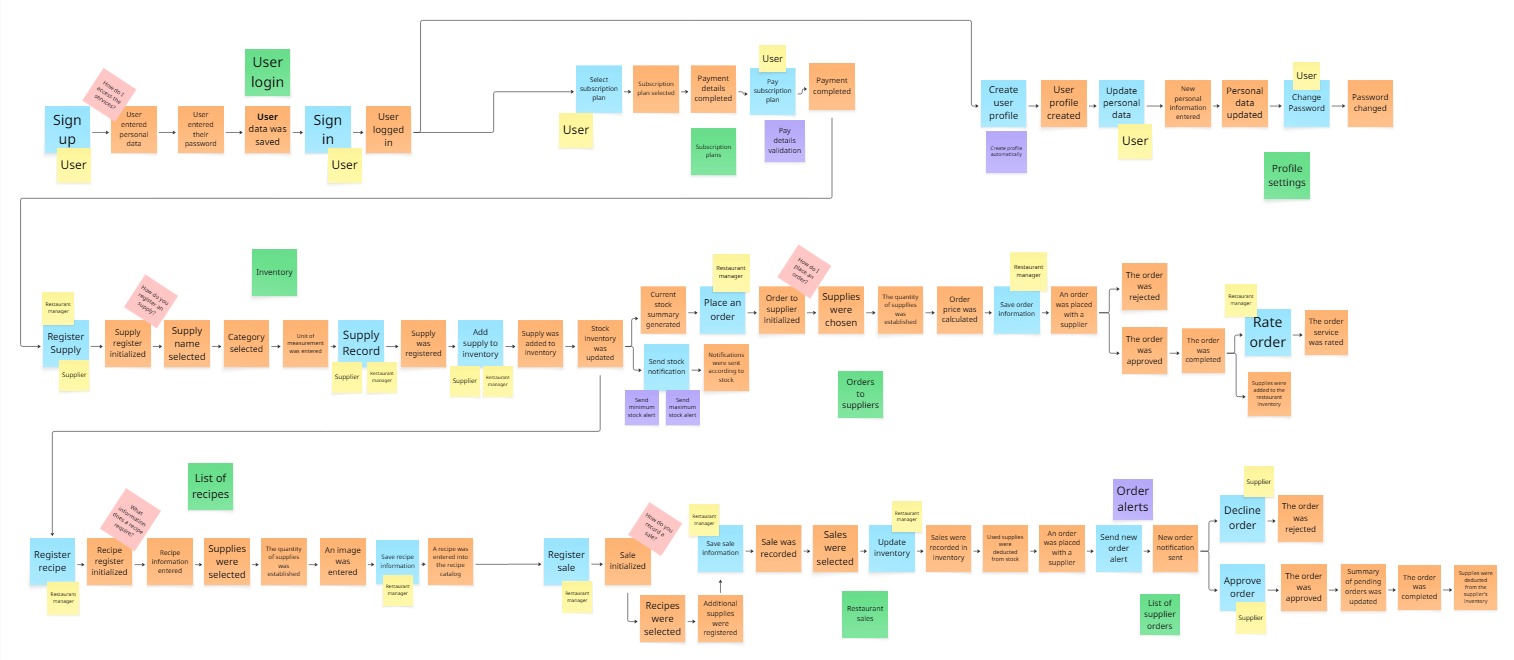 User
login
How do I
access the
services?
Sign
up
User
User
entered
personal
data
User
entered
their
password
User
data was
saved
Sign
in
User
User
logged
in
Select
subscription
plan
User
Subscription
plan selected
Payment
details
completed
User
Pay
subscription
plan
Payment
completed
Subscription
plans
Pay
details
validation
Create
user
profile
Create profile
automatically
User
profile
created
Update
personal
data
User
New
personal
information
entered
Personal
data
updated
User
Change
Password
Password
changed
Profile
settings
Inventory
Restaurant
manager
Register
Supply
Supplier
How do you
register an
supply?
Supply
register
initialized
Supply
name
selected
Category
selected
Unit of
measurement
was entered
Supply
Record
Supplier
Restaurant
manager
Supply
was
registered
Add
supply to
inventory
Supplier
Restaurant
manager
Supply was
added to
inventory
Stock
inventory
was
updated
Current
stock
summary
generated
Restaurant
manager
Place an
order
How do I
place an
order?
Order to
supplier
initialized
Supplies
were
chosen
The quantity
of supplies
was
established
Order
price was
calculated
Restaurant
manager
Save order
information
An order
was placed
with a
supplier
The order
was
rejected
The order
was
approved
The order
was
completed
Restaurant
manager
Rate
order
The order
service
was rated
Supplies were
added to the
restaurant
inventory
Send stock
notification
Send
minimum
stock alert
Send
maximum
stock alert
Notifications
were sent
according to
stock
Orders
to
suppliers
List of
recipes
Register
recipe
Restaurant
manager
What
information
does a recipe
require?
Recipe
register
initialized
Recipe
information
entered
Supplies
were
selected
The quantity
of supplies
was
established
An image
was
entered
Save recipe
information
Restaurant
manager
A recipe was
entered into
the recipe
catalog
Register
sale
Restaurant
manager
How do you
record a
sale?
Sale
initialized
Recipes
were
selected
Additional
supplies
were
registered
Restaurant
manager
Save sale
information
Sale was
recorded
Sales
were
selected
Restaurant
manager
Update
inventory
Sales were
recorded in
inventory
Used supplies
were
deducted
from stock
An order
was placed
with a
supplier
Order
alerts
Send new
order
alert
New order
notification
sent
Restaurant
sales
List of
supplier
orders
Supplier
Decline
order
The order
was
rejected
Approve
order
Supplier
The order
was
approved
Summary
of pending
orders was
updated
The order
was
completed
Supplies were
deducted
from the
supplier's
inventory